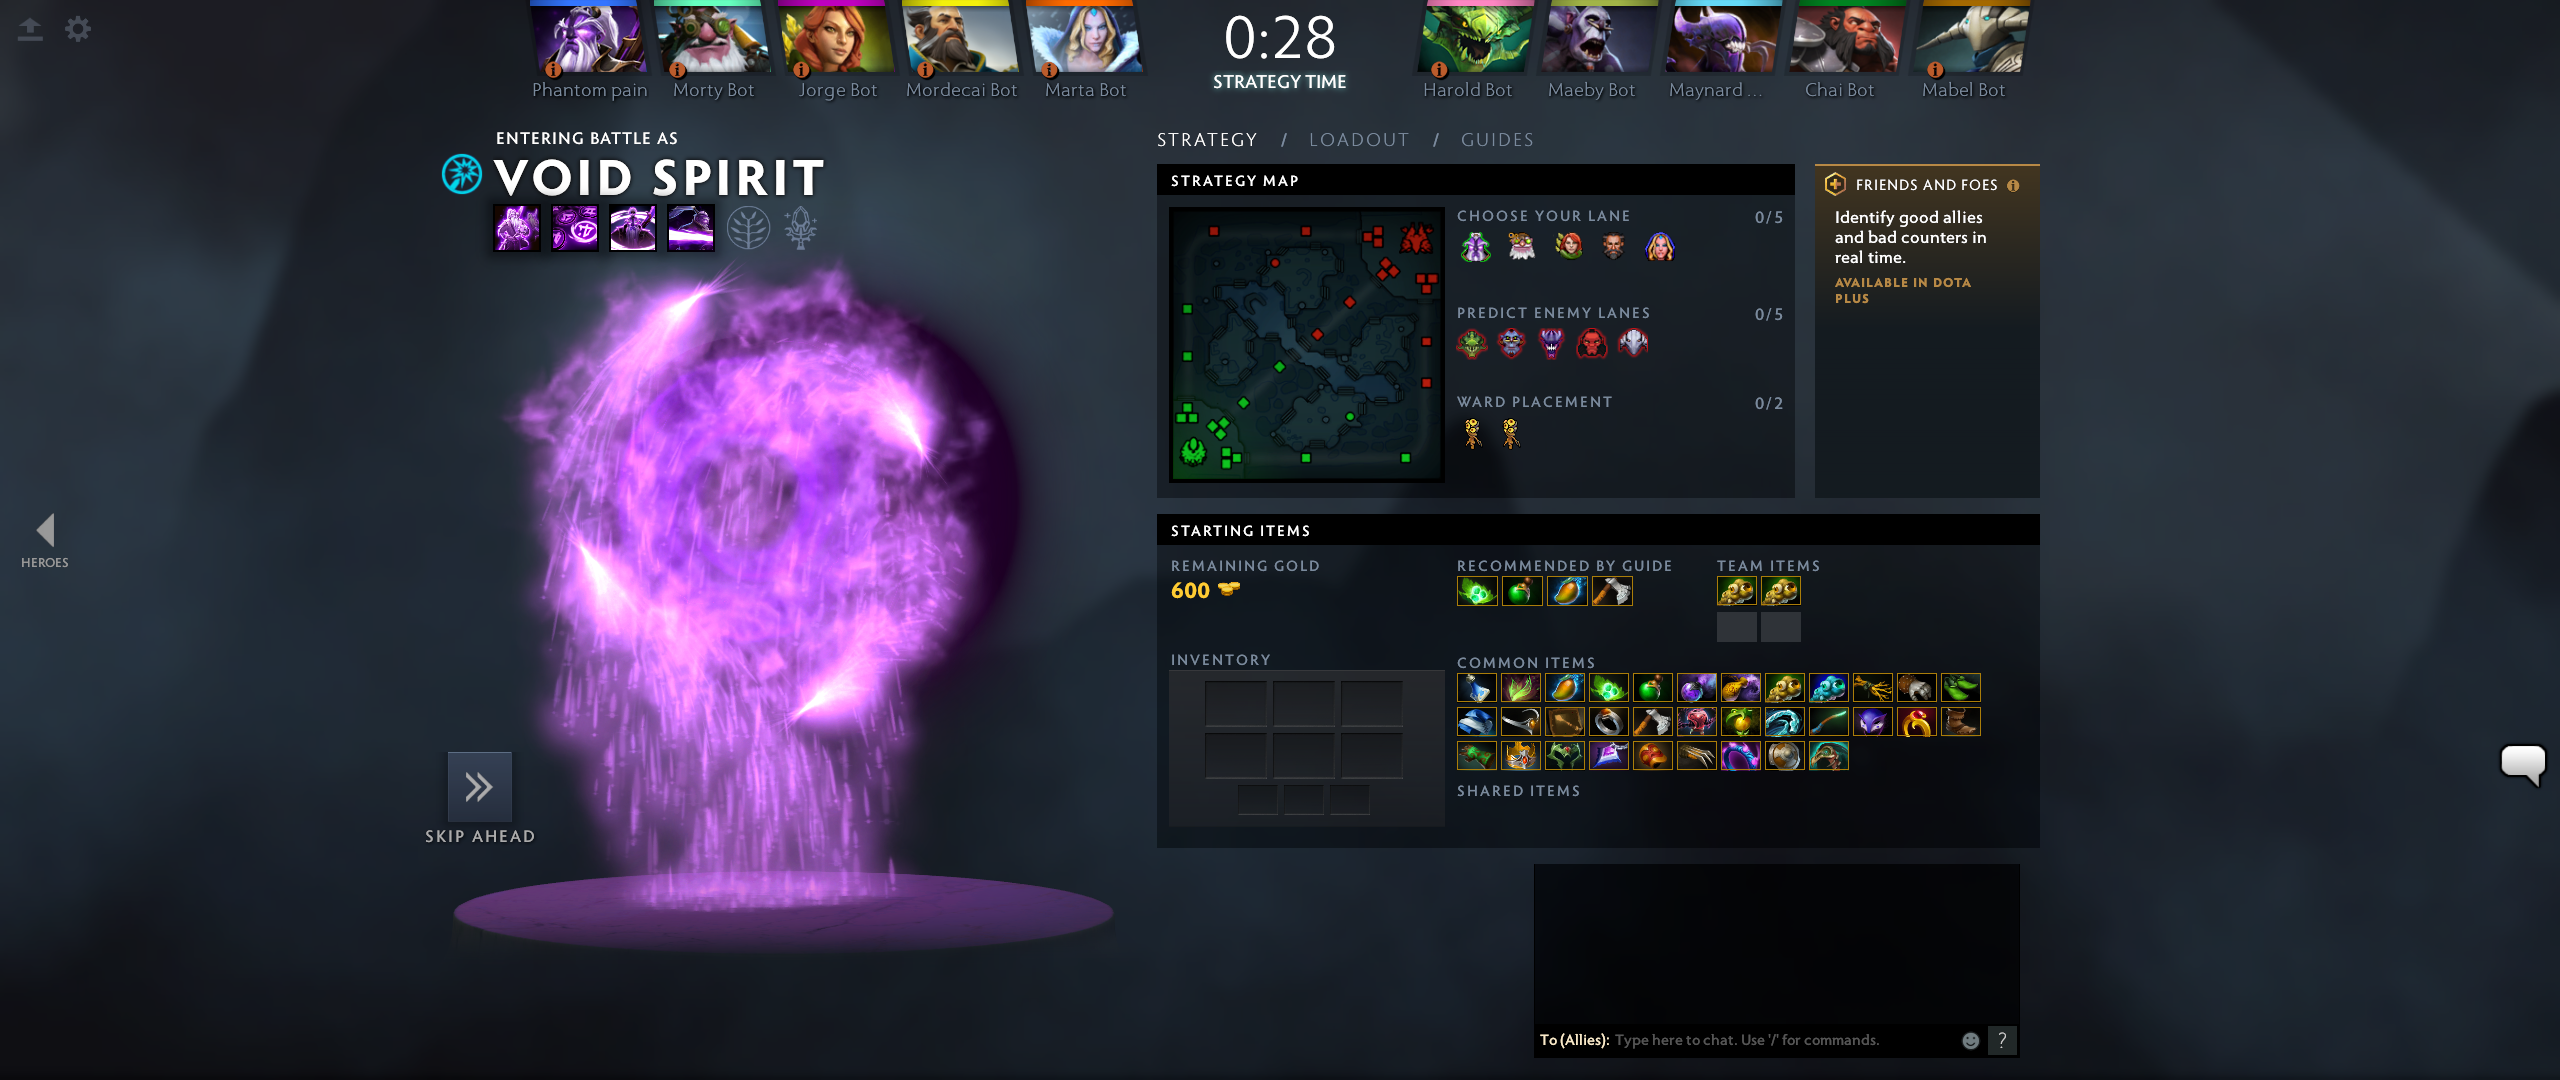 0:28
STRATEGY TIME
Phantom pain
Morty Bot
Jorge Bot
Mordecai Bot
Marta Bot
Harold Bot
Maeby Bot
Maynard ...
Chai Bot
Mabel Bot
ENTERING BATTLE AS
VOID SPIRIT
HEROES
SKIP AHEAD
STRATEGY / LOADOUT / GUIDES
STRATEGY MAP
CHOOSE YOUR LANE 0/5
PREDICT ENEMY LANES 0/5
WARD PLACEMENT 0/2
FRIENDS AND FOES
Identify good allies
and bad counters in
real time.
AVAILABLE IN DOTA
PLUS
STARTING ITEMS
REMAINING GOLD
600
RECOMMENDED BY GUIDE
TEAM ITEMS
INVENTORY
COMMON ITEMS
SHARED ITEMS
To (Allies): Type here to chat. Use '/' for commands.
?